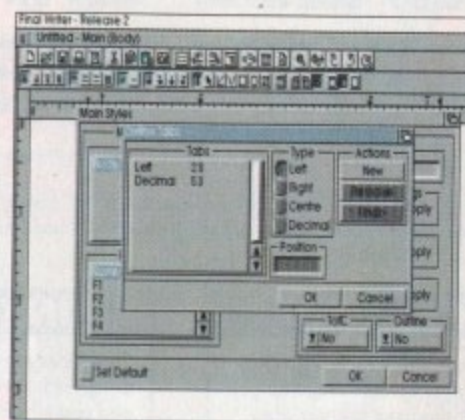 Final Writer - Release 2
Untitled - Main (Body)
Main Styles
Tabs
Left 28
Decimal 53
Type
Left
Right
Centre
Decimal
Actions
New
Position
OK Cancel
F1
F2
F3
F4
TofC
No
Outline
No
Set Default
OK Cancel